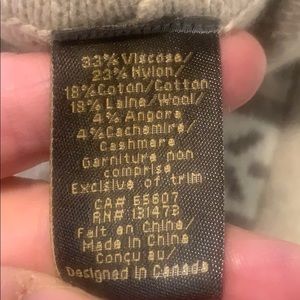 33% Viscose/
23% Nylon/
18% Coton/Cotton
18% Laine/Wool/
4% Angora
4% Cachemire/
Cashmere
Garniture non
comprise
Exclusive of trim
CA# 65607
RN# 131473
Fait en Chine/
Made in China
Conçu au/
Designed in Canada